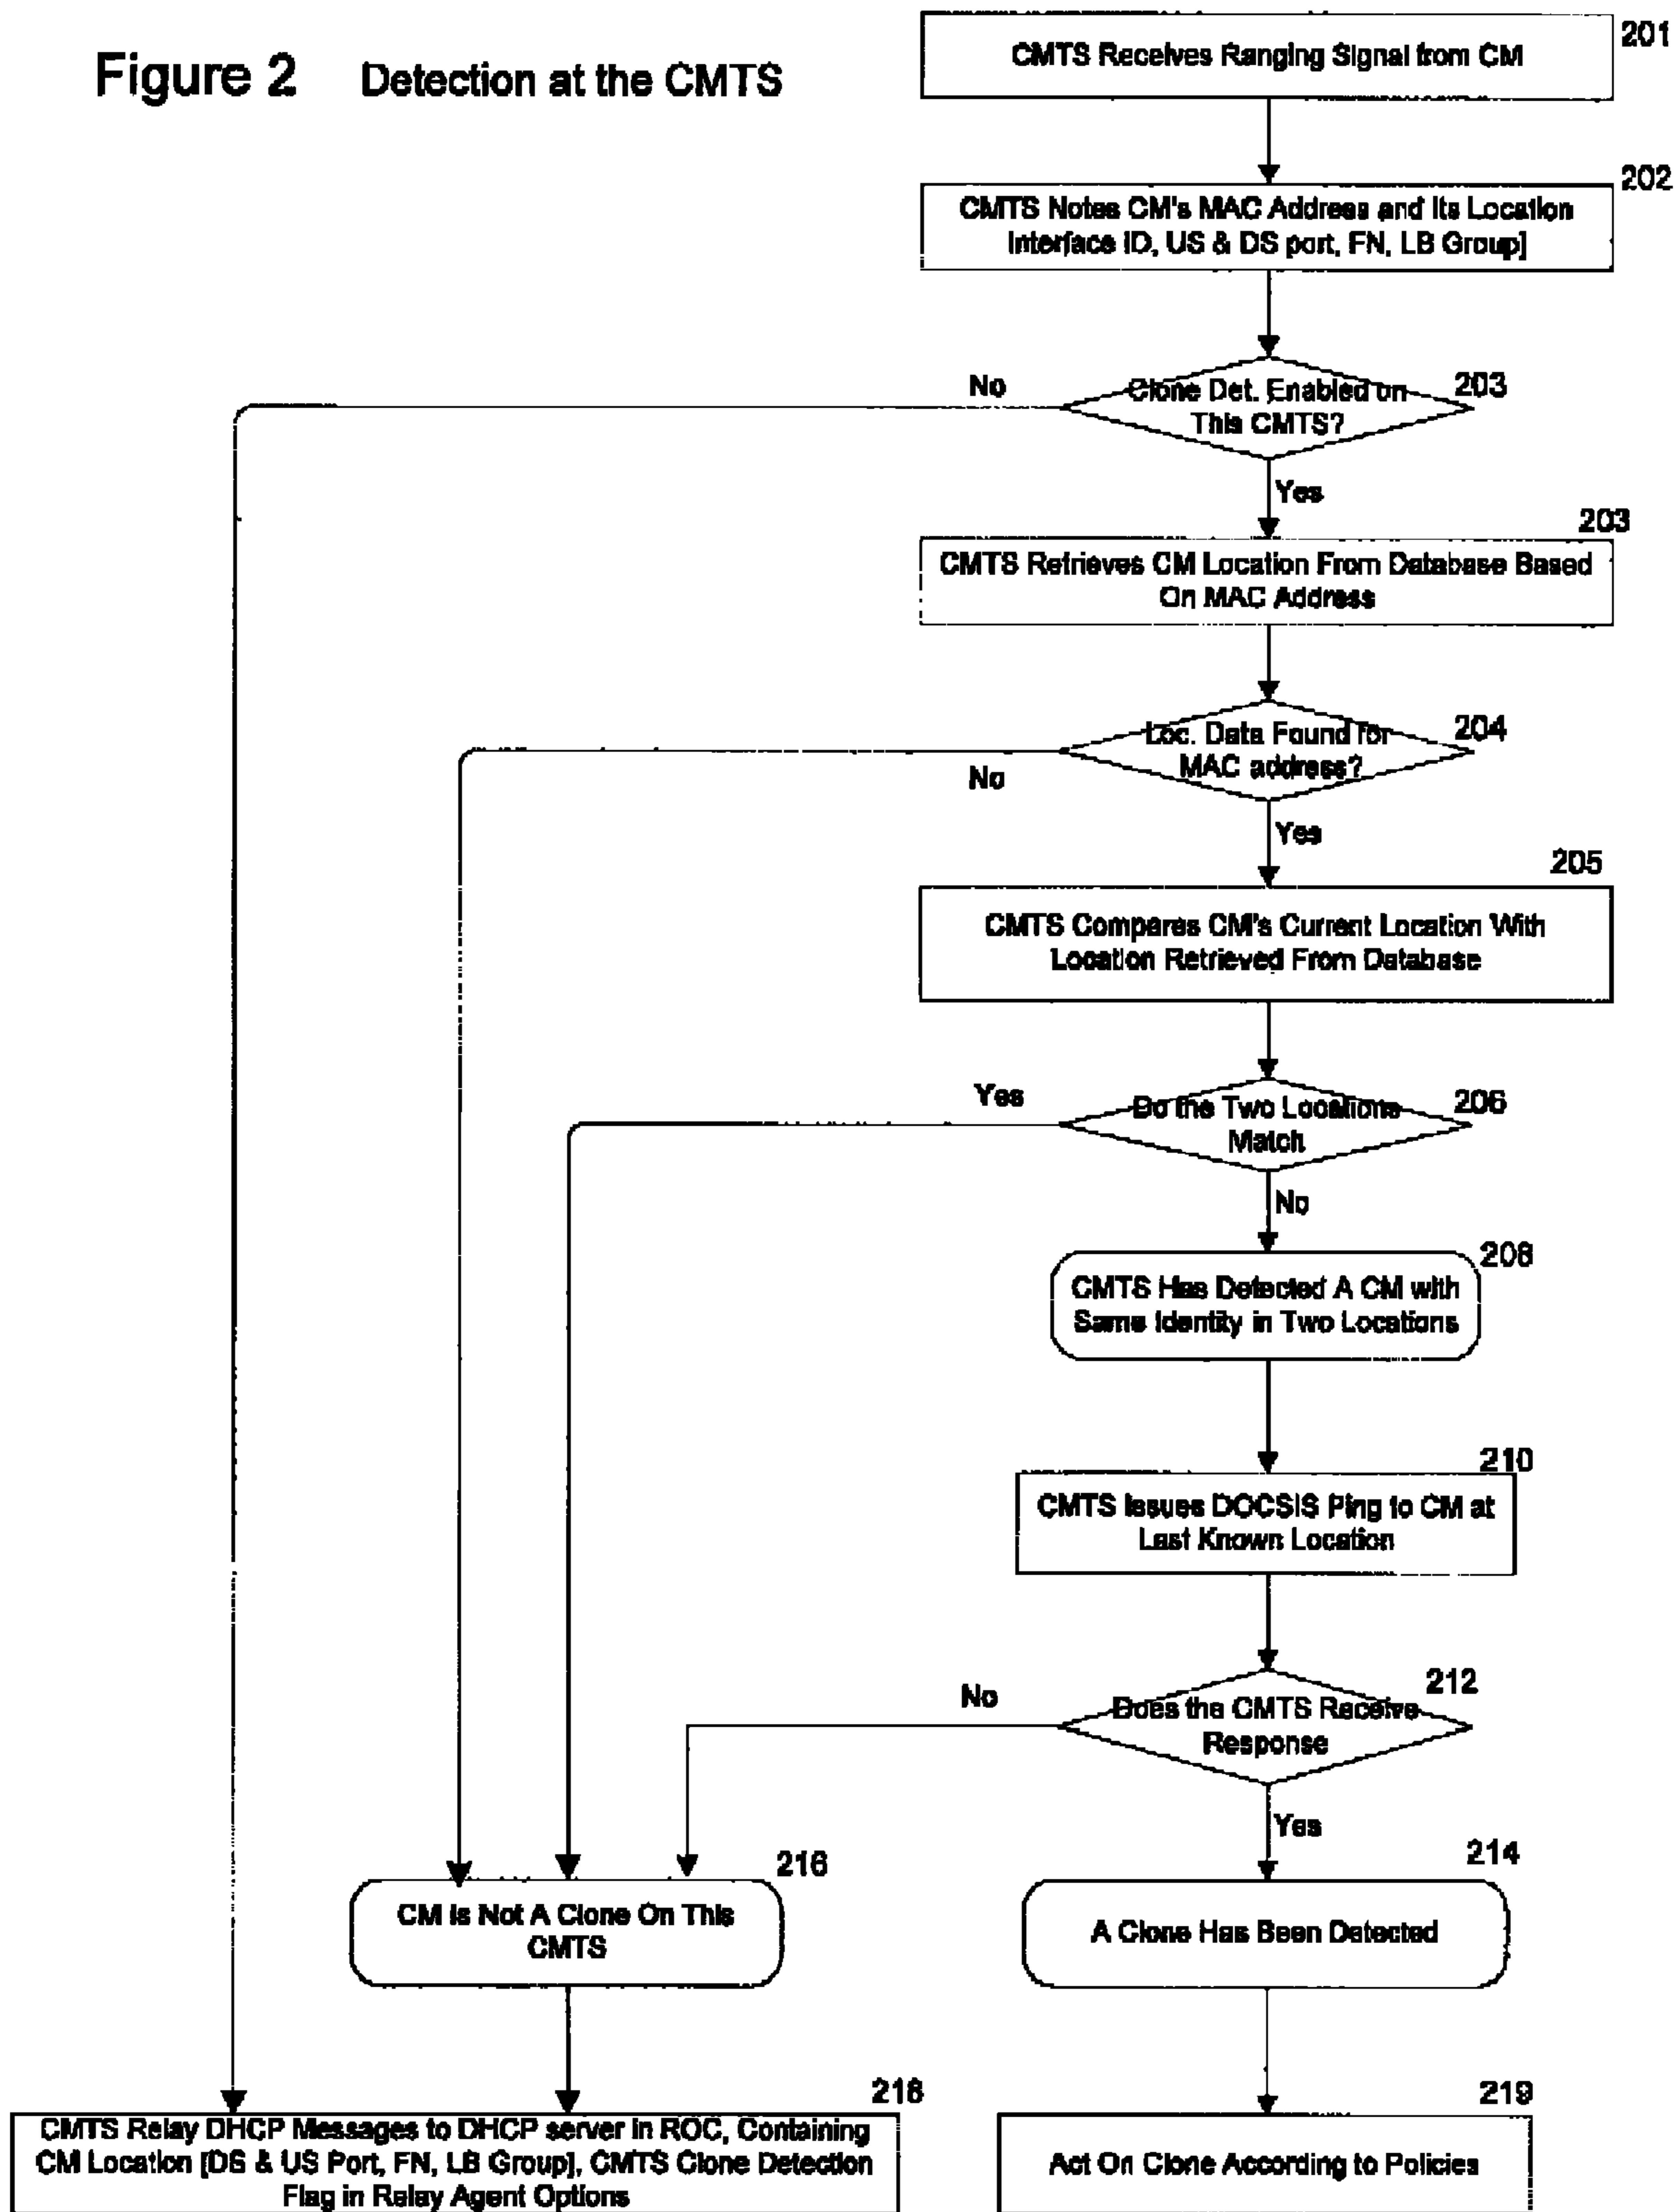 Figure 2 Detection at the CMTS
201
CMTS Receives Ranging Signal from CM
202
CMTS Notes CM's MAC Address and Its Location
Interface ID, US & DS port, FN, LB Group]
203
Clone Det. Enabled on
This CMTS?
No
Yes
203
CMTS Retrieves CM Location From Database Based
On MAC Address
204
Loc. Data Found for
MAC address?
No
Yes
205
CMTS Compares CM's Current Location With
Location Retrieved From Database
206
Do the Two Locations
Match
Yes
No
208
CMTS Has Detected A CM with
Same Identity in Two Locations
210
CMTS Issues DOCSIS Ping to CM at
Last Known Location
212
Does the CMTS Receive
Response
No
Yes
216
CM Is Not A Clone On This
CMTS
214
A Clone Has Been Detected
218
CMTS Relay DHCP Messages to DHCP server in ROC, Containing
CM Location [DS & US Port, FN, LB Group], CMTS Clone Detection
Flag in Relay Agent Options
219
Act On Clone According to Policies